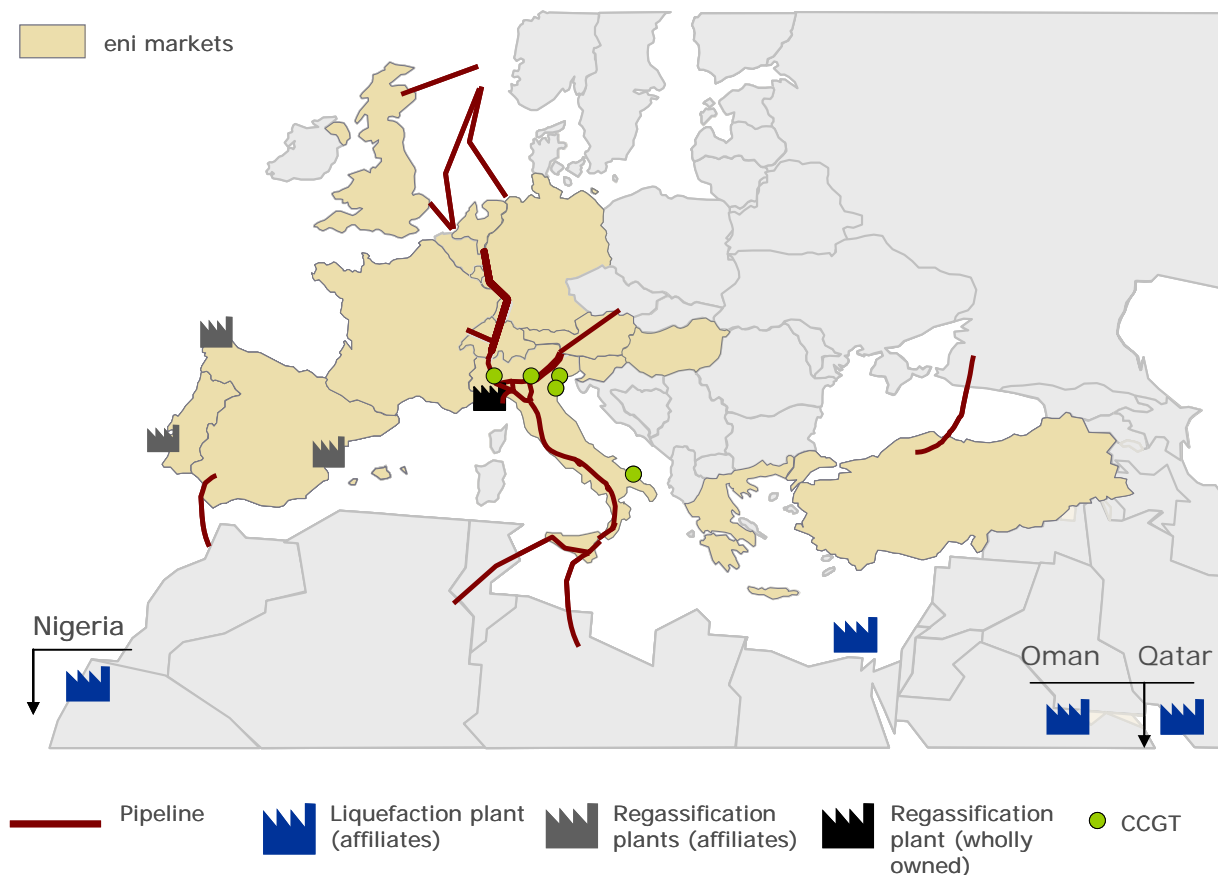 eni markets
Nigeria
Oman
Qatar
Pipeline
Liquefaction plant
(affiliates)
Regassification
plants (affiliates)
Regassification
plant (wholly
owned)
CCGT